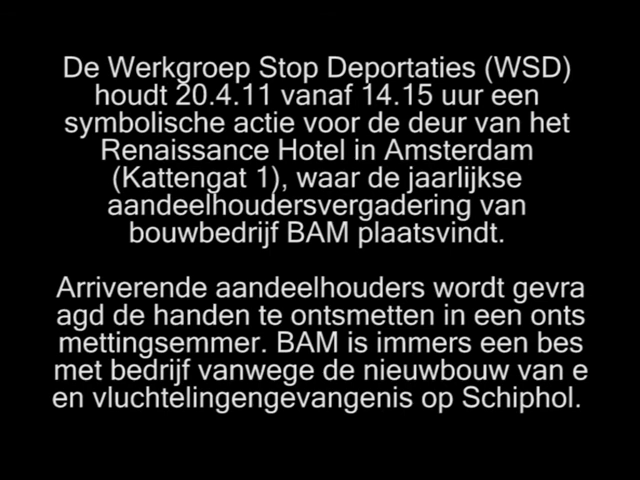 De Werkgroep Stop Deportaties (WSD)
houdt 20.4.11 vanaf 14.15 uur een
symbolische actie voor de deur van het
Renaissance Hotel in Amsterdam
(Kattengat 1), waar de jaarlijkse
aandeelhoudersvergadering van
bouwbedrijf BAM plaatsvindt.
Arriverende aandeelhouders wordt gevra
agd de handen te ontsmetten in een onts
mettingsemmer. BAM is immers een bes
met bedrijf vanwege de nieuwbouw van e
en vluchtelingengevangenis op Schiphol.